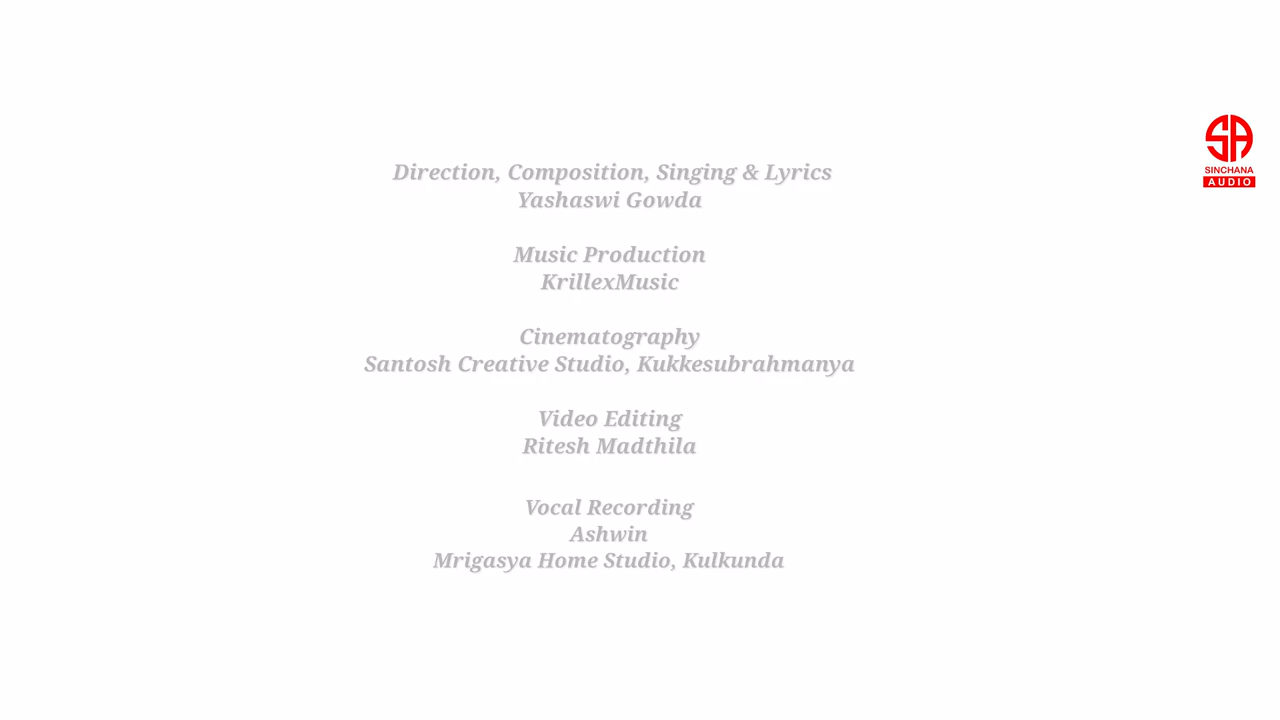 Direction, Composition, Singing & Lyrics
Yashaswi Gowda
Music Production
KrillexMusic
Cinematography
Santosh Creative Studio, Kukkesubrahmanya
Video Editing
Ritesh Madthila
Vocal Recording
Ashwin
Mrigasya Home Studio, Kulkunda
SA
SINCHANA
AUDIO